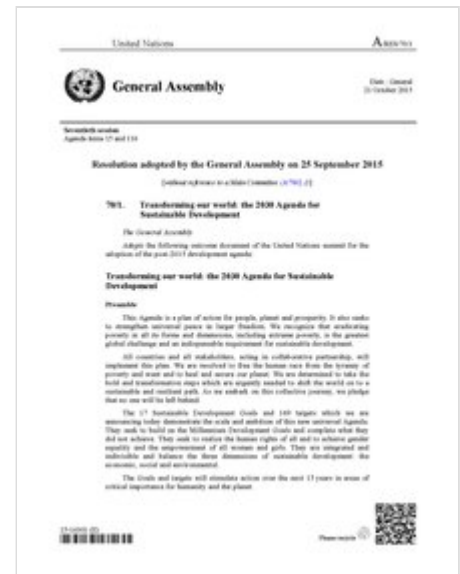 United Nations
A/RES/70/1
General Assembly
Distr.: General
21 October 2015
Seventieth session
Agenda items 15 and 116
Resolution adopted by the General Assembly on 25 September 2015
[without reference to a Main Committee (A/70/L.1)]
70/1. Transforming our world: the 2030 Agenda for
Sustainable Development
The General Assembly
Adopts the following outcome document of the United Nations summit for the
adoption of the post-2015 development agenda:
Transforming our world: the 2030 Agenda for Sustainable
Development
Preamble
This Agenda is a plan of action for people, planet and prosperity. It also seeks
to strengthen universal peace in larger freedom. We recognize that eradicating
poverty in all its forms and dimensions, including extreme poverty, is the greatest
global challenge and an indispensable requirement for sustainable development.
All countries and all stakeholders, acting in collaborative partnership, will
implement this plan. We are resolved to free the human race from the tyranny of
poverty and want and to heal and secure our planet. We are determined to take the
bold and transformative steps which are urgently needed to shift the world on to a
sustainable and resilient path. As we embark on this collective journey, we pledge
that no one will be left behind.
The 17 Sustainable Development Goals and 169 targets which we are
announcing today demonstrate the scale and ambition of this new universal Agenda.
They seek to build on the Millennium Development Goals and complete what they
did not achieve. They seek to realize the human rights of all and to achieve gender
equality and the empowerment of all women and girls. They are integrated and
indivisible and balance the three dimensions of sustainable development: the
economic, social and environmental.
The Goals and targets will stimulate action over the next 15 years in areas of
critical importance for humanity and the planet.
Please recycle